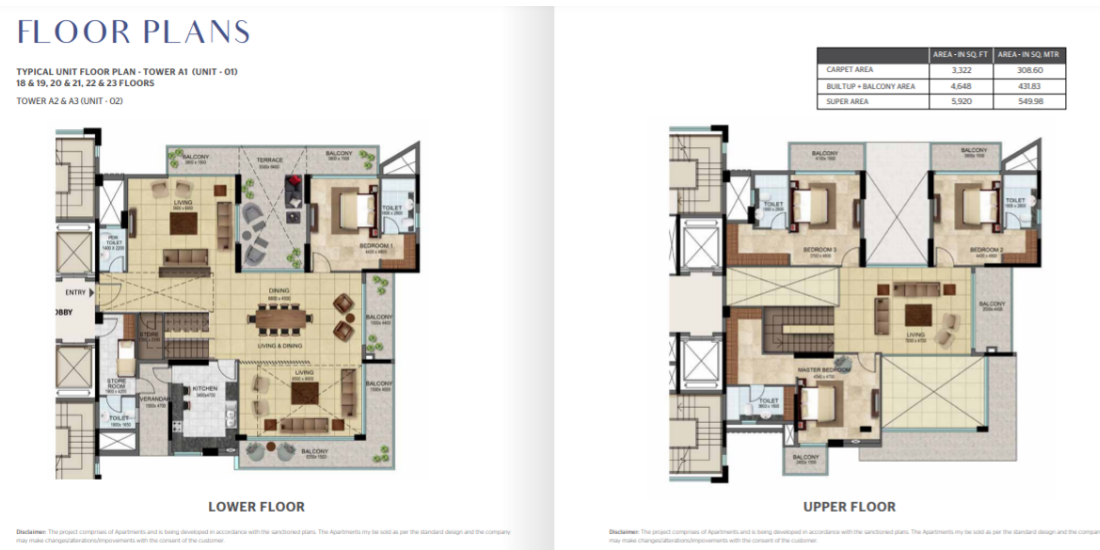 FLOOR PLANS
TYPICAL UNIT FLOOR PLAN - TOWER A1 (UNIT - 01)
18 & 19, 20 & 21, 22 & 23 FLOORS
TOWER A2 & A3 (UNIT - 02)
BALCONY
TERRACE
BALCONY
LIVING
TOILET
BEDROOM 1
TOILET
ENTRY
LOBBY
DINING
BALCONY
STORE
LIVING & DINING
STORE
ROOM
VERANDAH
KITCHEN
LIVING
BALCONY
TOILET
BALCONY
LOWER FLOOR
Disclaimer: The project comprises of Apartments and is being developed in accordance with the sanctioned plans. The Apartments my be sold as per the standard design and the company
may make changes/alterations/impovements with the consent of the customer.
AREA - IN SQ. FT AREA - IN SQ. MTR
CARPET AREA 3,322 308.60
BUILTUP + BALCONY AREA 4,648 431.83
SUPER AREA 5,920 549.98
BALCONY
BALCONY
TOILET
TOILET
BEDROOM 3
BEDROOM 2
BALCONY
LIVING
MASTER BEDROOM
TOILET
BALCONY
UPPER FLOOR
Disclaimer: The project comprises of Apartments and is being developed in accordance with the sanctioned plans. The Apartments my be sold as per the standard design and the company
may make changes/alterations/impovements with the consent of the customer.